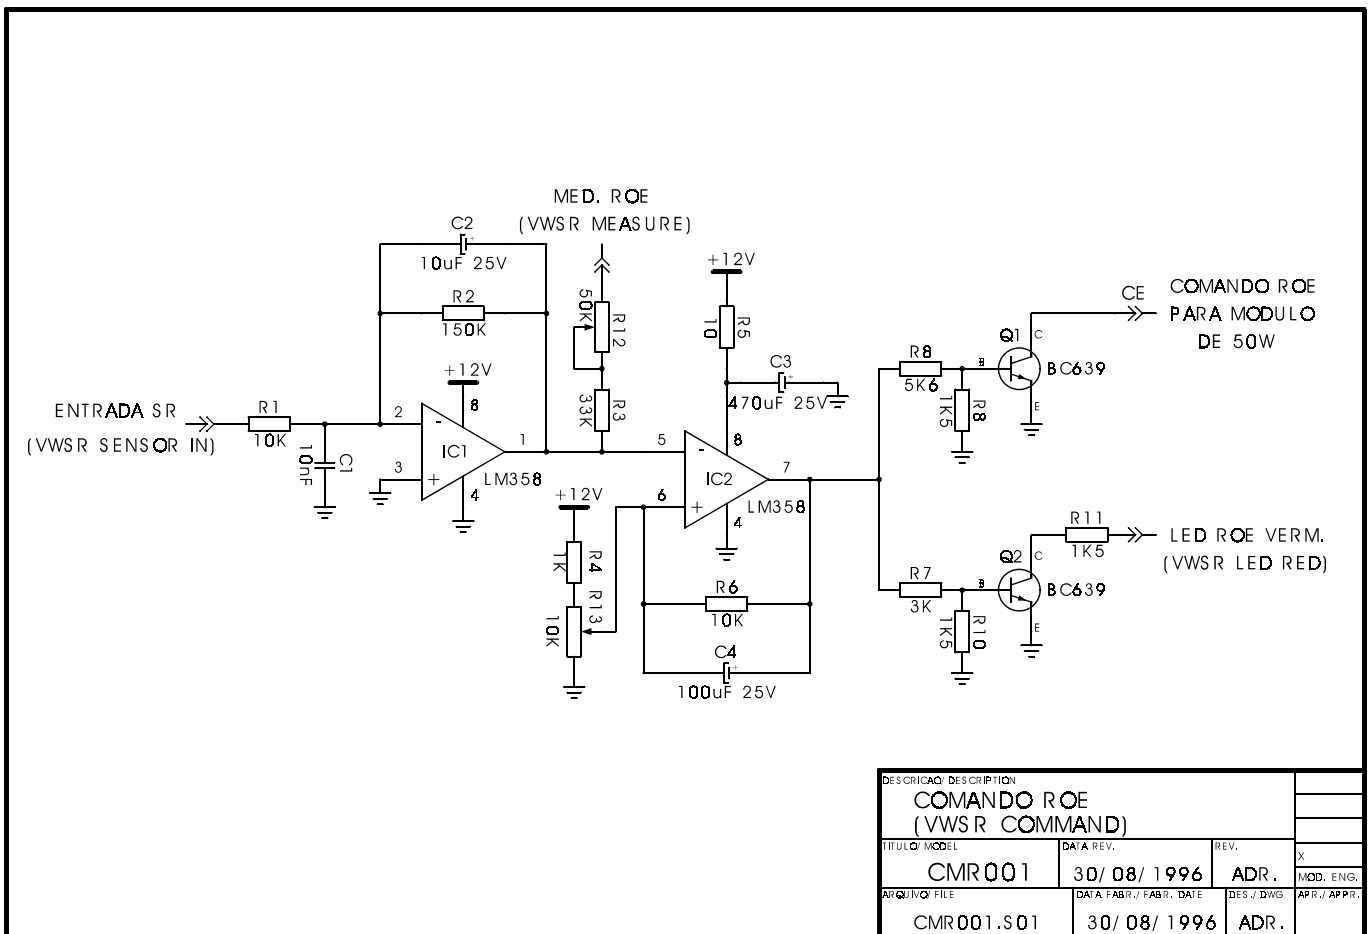 MED. ROE
(VWSR MEASURE)
C2
+
10uF 25V
R2
150K
+12V
8
ENTRADA SR
(VWSR SENSOR IN)
R1
10K
C1
10nF
2
-
3
+
IC1
1
LM358
4
50K
R12
R3
33K
+12V
R5
10
C3
+
470uF 25V
8
5
-
6
+
IC2
7
LM358
4
+12V
R4
1K
R13
10K
R6
10K
C4
+
100uF 25V
R8
5K6
1K5
R8
B
Q1
C
BC639
E
CE
COMANDO ROE
PARA MODULO
DE 50W
R7
3K
1K5
R10
B
Q2
C
BC639
E
R11
1K5
LED ROE VERM.
(VWSR LED RED)
DESCRICAO/ DESCRIPTION
COMANDO ROE
(VWSR COMMAND)
TITULO/ MODEL
CMR001
DATA REV.
30/08/1996
REV.
ADR.
X
MOD. ENG.
ARQUIVO/ FILE
CMR001.S01
DATA FABR./ FABR. DATE
30/08/1996
DES./ DWG
ADR.
APR./ APPR.